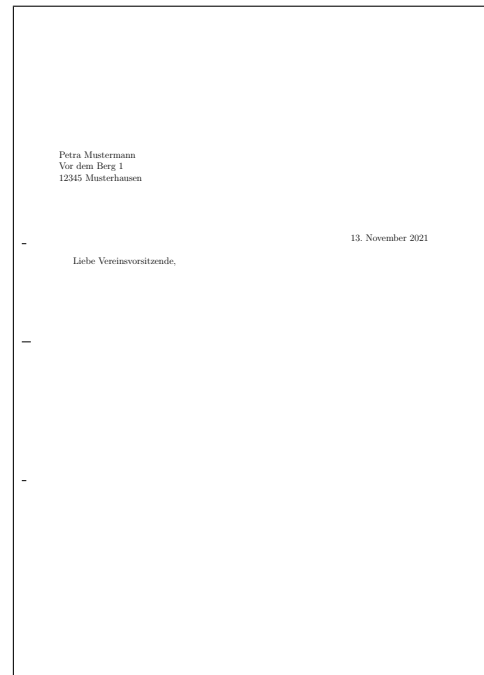 Petra Mustermann
Vor dem Berg 1
12345 Musterhausen
13. November 2021
Liebe Vereinsvorsitzende,